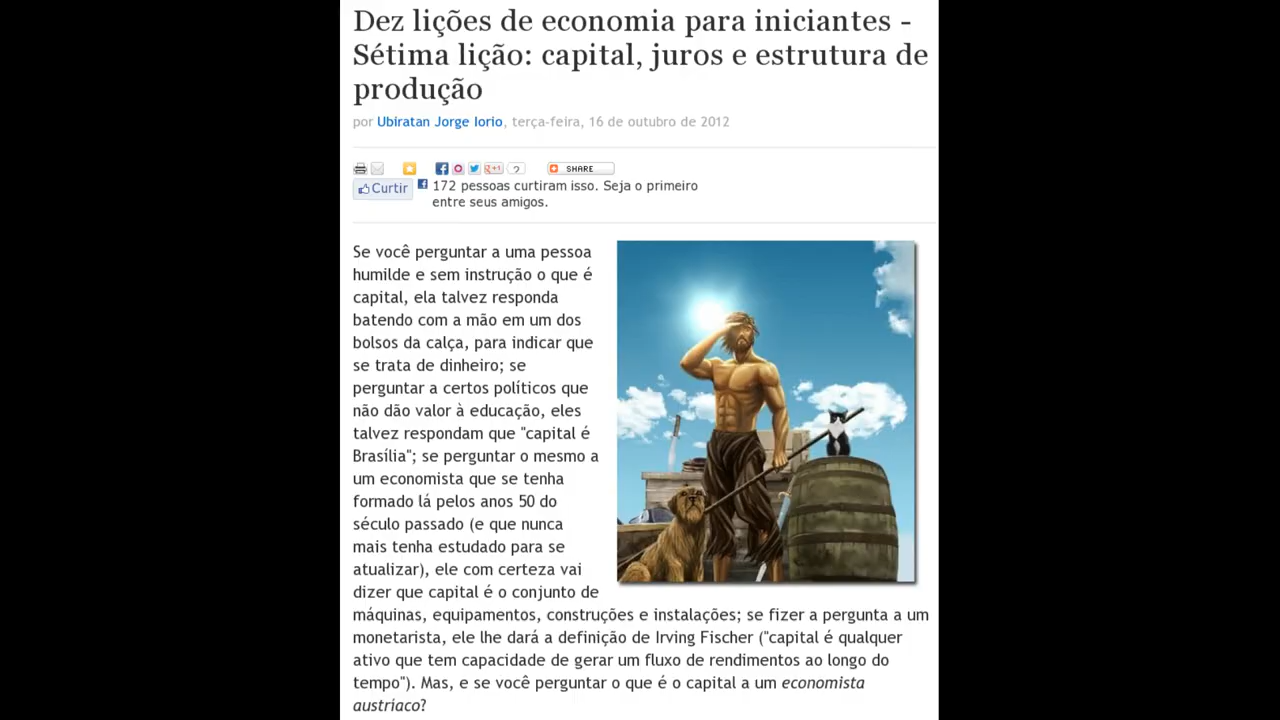 Dez lições de economia para iniciantes -
Sétima lição: capital, juros e estrutura de
produção
por Ubiratan Jorge Iorio, terça-feira, 16 de outubro de 2012
SHARE
Curtir
172 pessoas curtiram isso. Seja o primeiro
entre seus amigos.
Se você perguntar a uma pessoa
humilde e sem instrução o que é
capital, ela talvez responda
batendo com a mão em um dos
bolsos da calça, para indicar que
se trata de dinheiro; se
perguntar a certos políticos que
não dão valor à educação, eles
talvez respondam que "capital é
Brasília"; se perguntar o mesmo a
um economista que se tenha
formado lá pelos anos 50 do
século passado (e que nunca
mais tenha estudado para se
atualizar), ele com certeza vai
dizer que capital é o conjunto de
máquinas, equipamentos, construções e instalações; se fizer a pergunta a um
monetarista, ele lhe dará a definição de Irving Fischer ("capital é qualquer
ativo que tem capacidade de gerar um fluxo de rendimentos ao longo do
tempo"). Mas, e se você perguntar o que é o capital a um economista
austríaco?